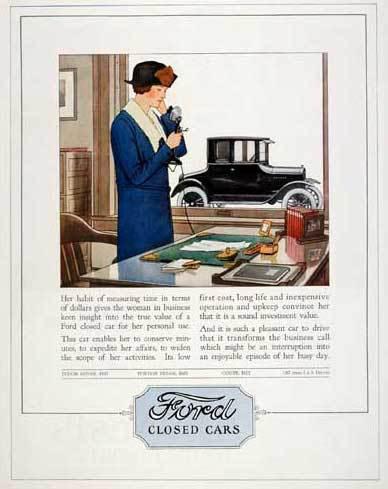 Her habit of measuring time in terms
of dollars gives the woman in business
keen insight into the true value of a
Ford closed car for her personal use.
This car enables her to conserve min-
utes, to expedite her affairs, to widen
the scope of her activities. Its low
first cost, long life and inexpensive
operation and upkeep convince her
that it is a sound investment value.
And it is such a pleasant car to drive
that it transforms the business call
which might be an interruption into
an enjoyable episode of her busy day.
TUDOR SEDAN, FORDOR SEDAN, COUPE,
Ford
CLOSED CARS